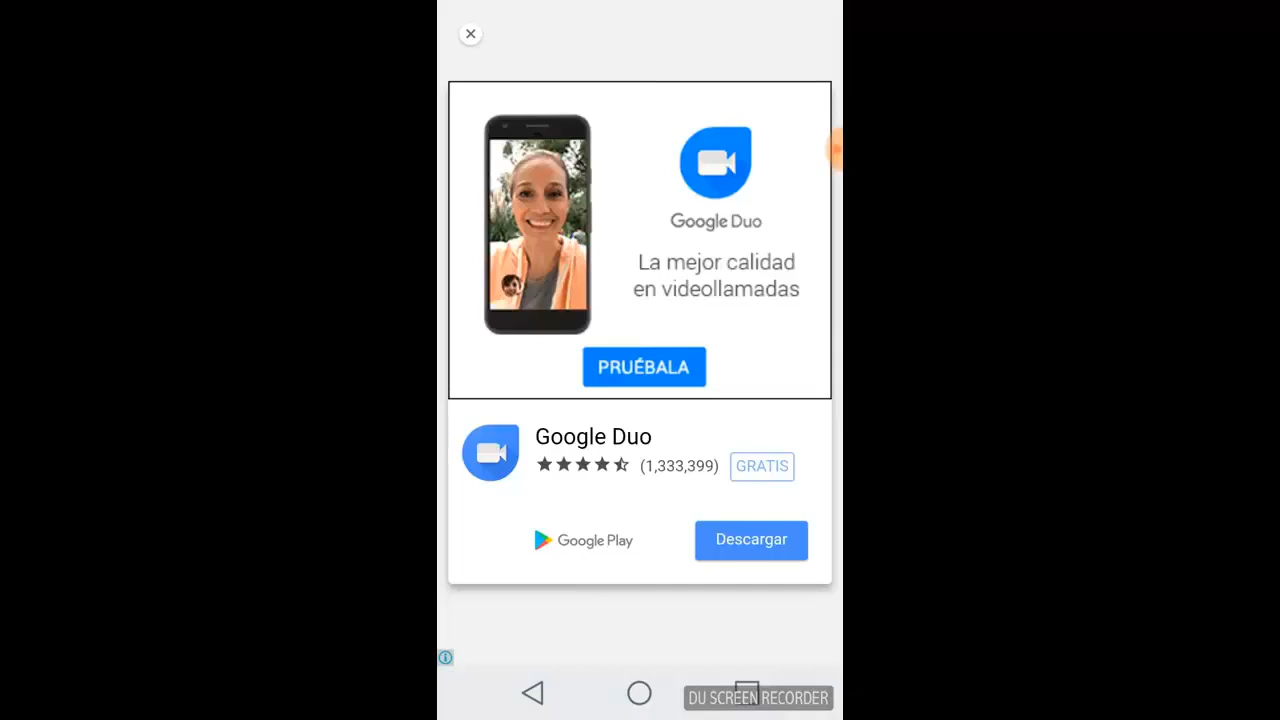 Google Duo
La mejor calidad
en videollamadas
PRUÉBALA
Google Duo
(1,333,399) GRATIS
Google Play
Descargar
DU SCREEN RECORDER